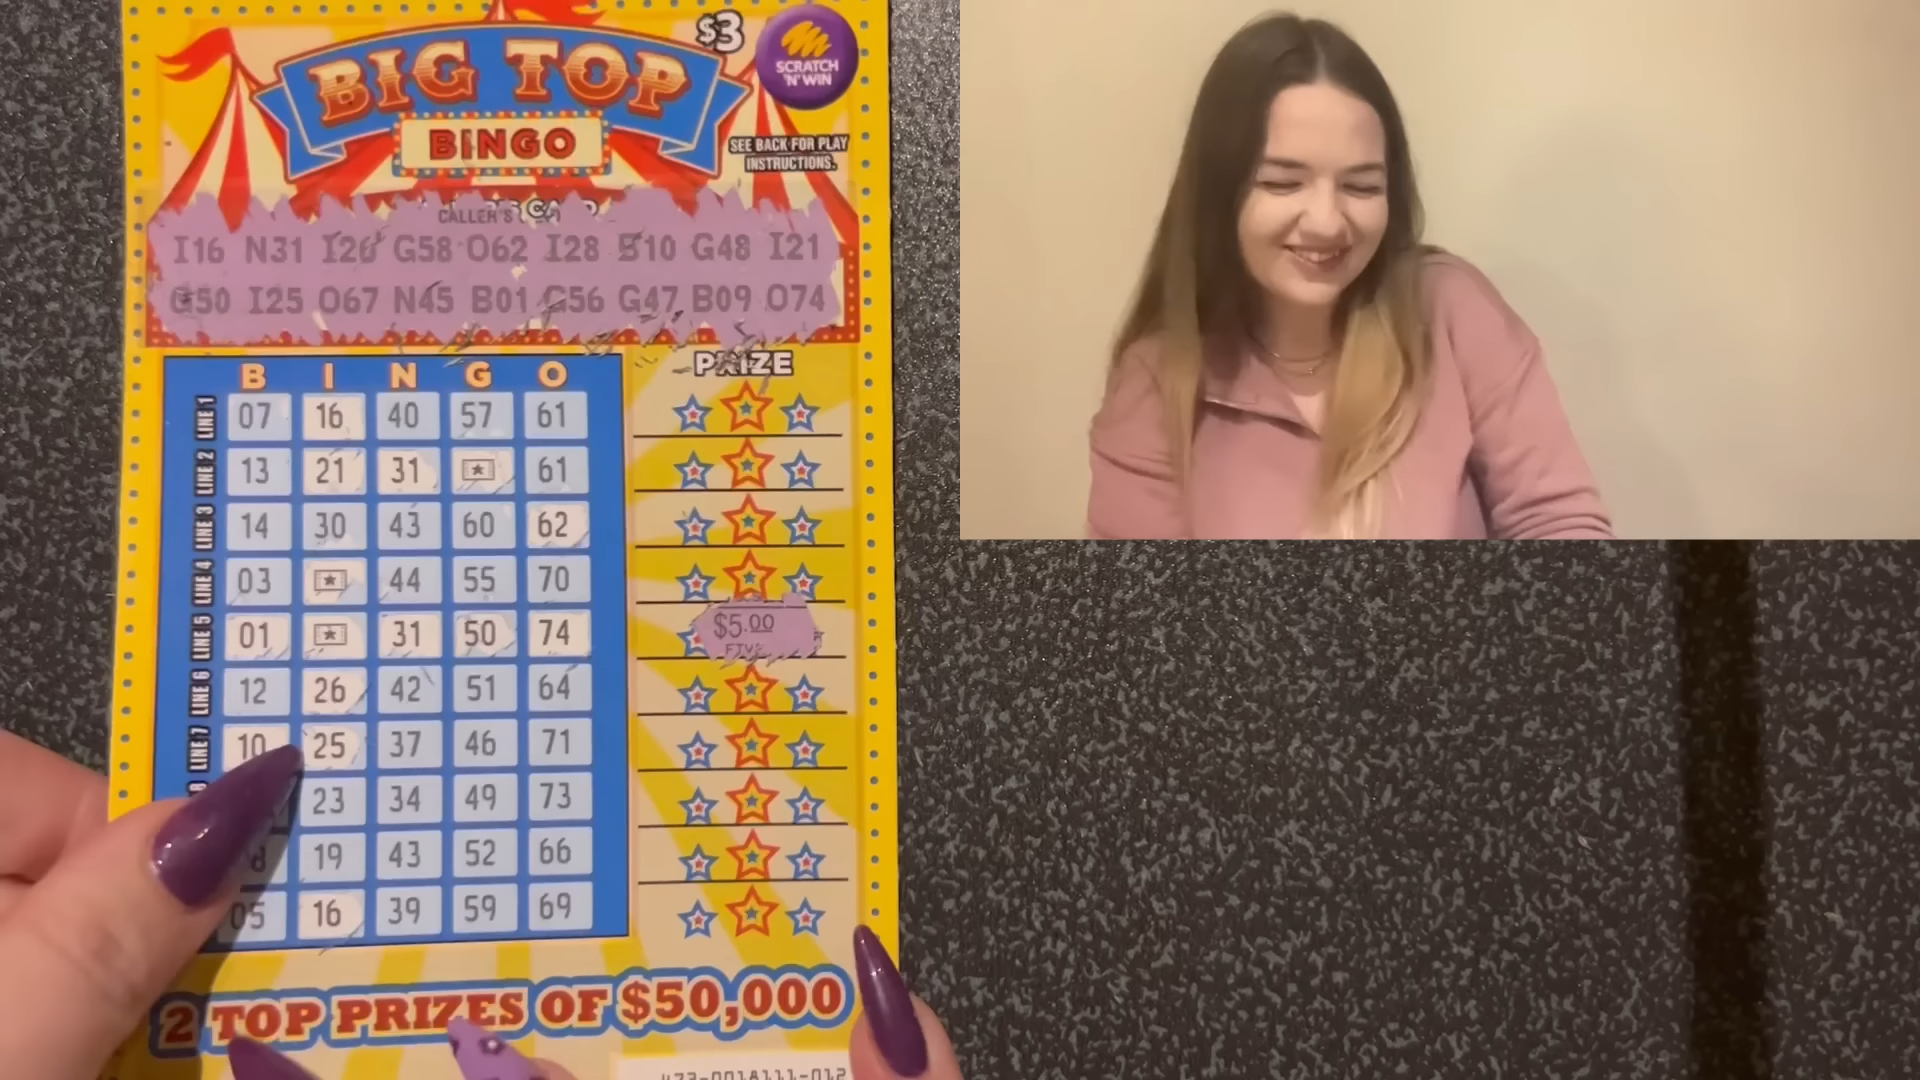 $3
BIG TOP
BINGO
SCRATCH
'N' WIN
SEE BACK FOR PLAY
INSTRUCTIONS.
CALLER'S
I16 N31 I26 G58 O62 I28 B10 G48 I21
G50 I25 O67 N45 B01 G56 G47 B09 O74
B I N G O
PRIZE
LINE 1 07 16 40 57 61
LINE 2 13 21 31 61
LINE 3 14 30 43 60 62
LINE 4 03 44 55 70
LINE 5 01 31 50 74
$5.00
FIVE
LINE 6 12 26 42 51 64
LINE 7 10 25 37 46 71
8 23 34 49 73
19 43 52 66
05 16 39 59 69
2 TOP PRIZES OF $50,000